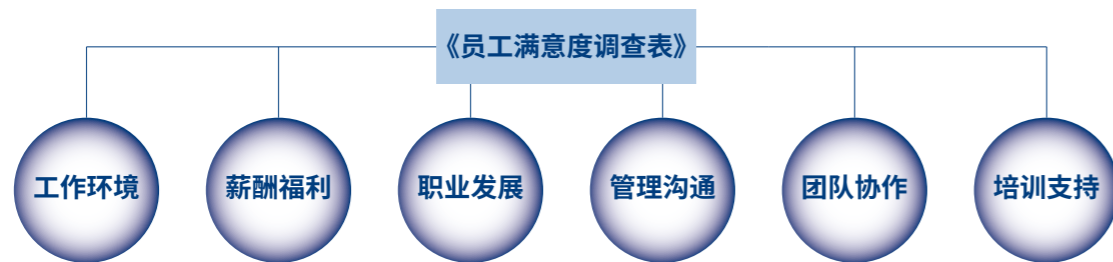 《员工满意度调查表》
工作环境
薪酬福利
职业发展
管理沟通
团队协作
培训支持